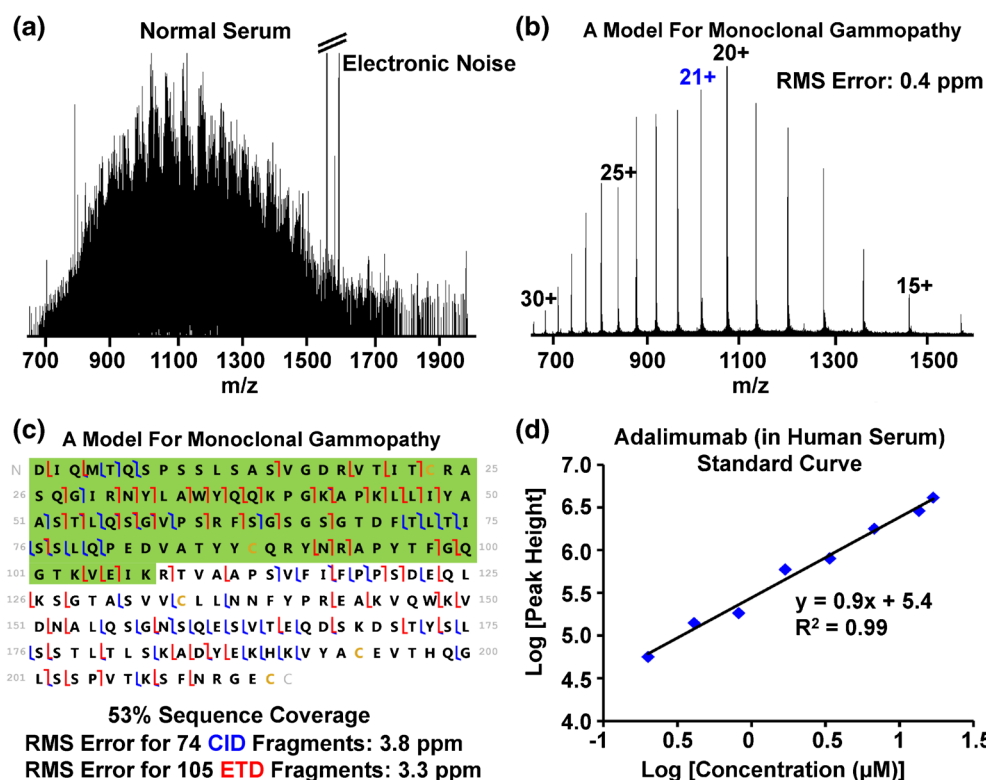 (a)
Normal Serum
Electronic Noise
700 900 1100 1300 1500 1700 1900
m/z
(b)
A Model For Monoclonal Gammopathy
20+
21+
RMS Error: 0.4 ppm
25+
30+
15+
700 900 1100 1300 1500
m/z
(c)
A Model For Monoclonal Gammopathy
N D I Q M T Q S P S S L S A S V G D R V T I T C R A 25
26 S Q G I R N Y L A W Y Q Q K P G K A P K L L I Y A 50
51 A S T L Q S G V P S R F S G S G S G T D F T L T I 75
76 S S L Q P E D V A T Y Y C Q R Y N R A P Y T F G Q 100
101 G T K V E I K R T V A A P S V F I F P P S D E Q L 125
126 K S G T A S V V C L L N N F Y P R E A K V Q W K V 150
151 D N A L Q S G N S Q E S V T E Q D S K D S T Y S L 175
176 S S T L T L S K A D Y E K H K V Y A C E V T H Q G 200
201 L S S P V T K S F N R G E C C
53% Sequence Coverage
RMS Error for 74 CID Fragments: 3.8 ppm
RMS Error for 105 ETD Fragments: 3.3 ppm
(d)
Adalimumab (in Human Serum)
Standard Curve
Log [Peak Height]
7.0
6.5
6.0
5.5
5.0
4.5
4.0
y = 0.9x + 5.4
R² = 0.99
-1 0.5 0 0.5 1 1.5
Log [Concentration (µM)]